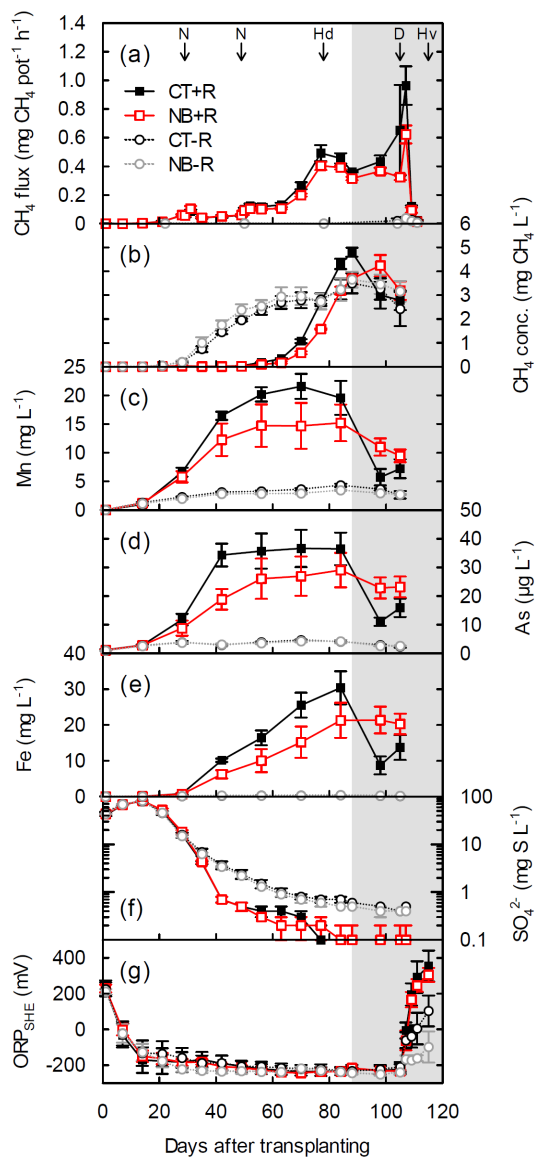 N N Hd D Hv
(a)
CT+R
NB+R
CT-R
NB-R
CH4 flux (mg CH4 pot-1 h-1)
1.4
1.2
1.0
0.8
0.6
0.4
0.2
0
(b)
CH4 conc. (mg CH4 L-1)
6
5
4
3
2
1
0
(c)
Mn (mg L-1)
25
20
15
10
5
0
(d)
As (µg L-1)
50
40
30
20
10
0
(e)
Fe (mg L-1)
40
30
20
10
0
(f)
SO4 2- (mg S L-1)
100
10
1
0.1
(g)
ORPSHE (mV)
400
200
0
-200
0 20 40 60 80 100 120
Days after transplanting